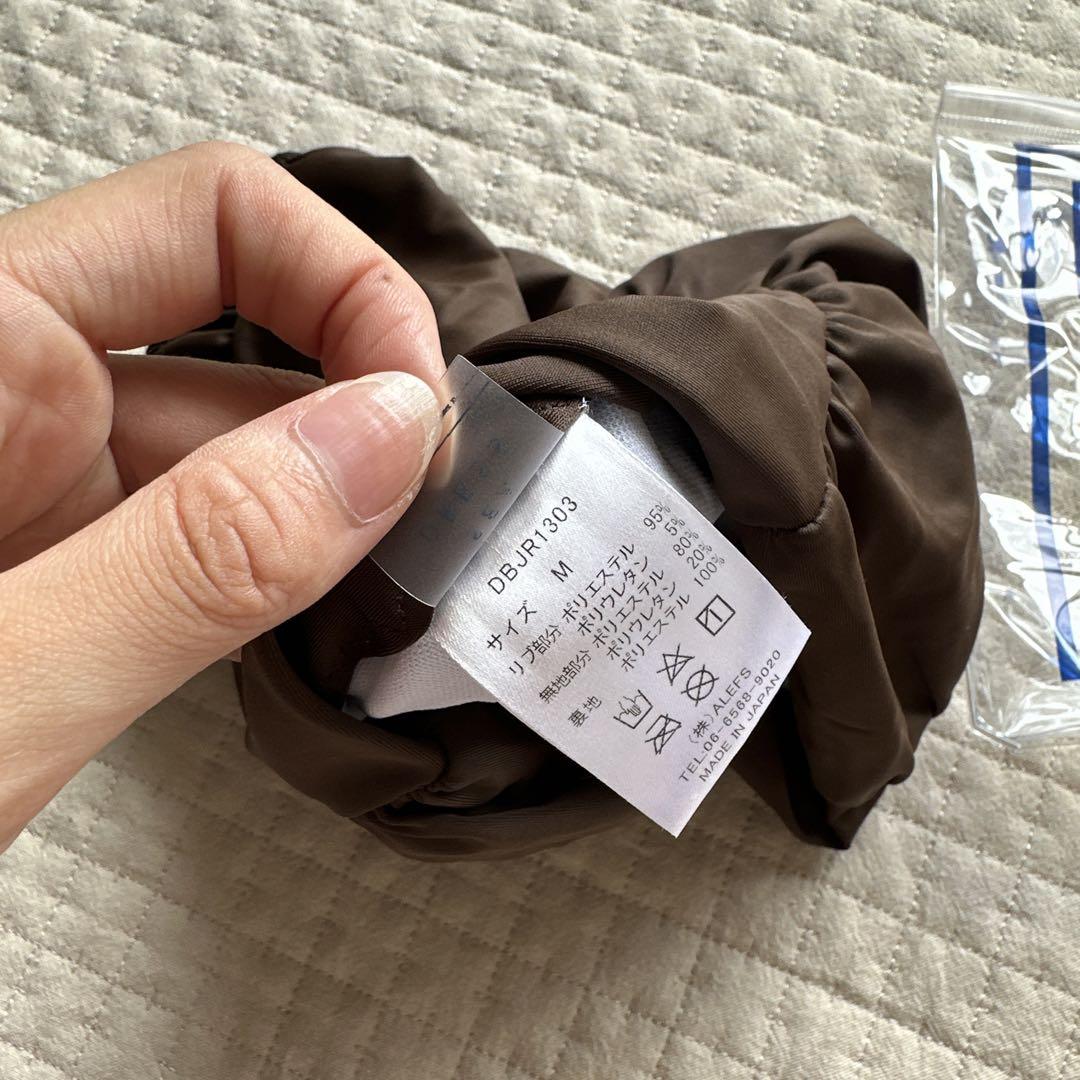 DBJR1303
サイズ M
リブ部分 ポリエステル 95%
ポリウレタン 5%
無地部分 ポリエステル 80%
ポリウレタン 20%
裏地 ポリエステル 100%
(株)ALEFS
TEL:06-6568-9020
MADE IN JAPAN